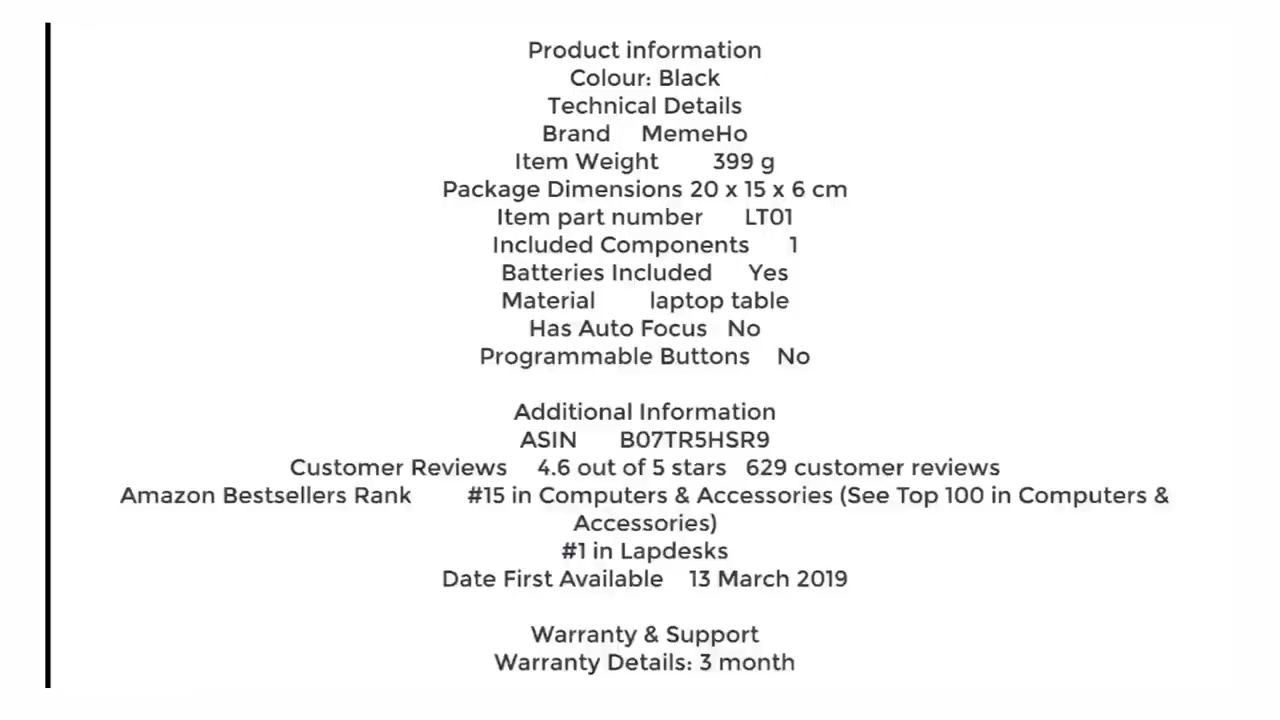 Product information
Colour: Black
Technical Details
Brand MemeHo
Item Weight 399 g
Package Dimensions 20 x 15 x 6 cm
Item part number LT01
Included Components 1
Batteries Included Yes
Material laptop table
Has Auto Focus No
Programmable Buttons No
Additional Information
ASIN B07TR5HSR9
Customer Reviews 4.6 out of 5 stars 629 customer reviews
Amazon Bestsellers Rank #15 in Computers & Accessories (See Top 100 in Computers &
Accessories)
#1 in Lapdesks
Date First Available 13 March 2019
Warranty & Support
Warranty Details: 3 month